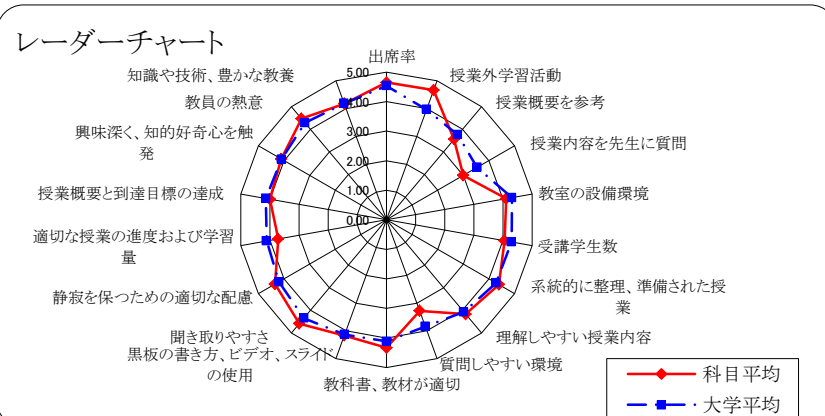 レーダーチャート
出席率
授業外学習活動
授業概要を参考
授業内容を先生に質問
教室の設備環境
受講学生数
系統的に整理、準備された授
業
理解しやすい授業内容
質問しやすい環境
教科書、教材が適切
黒板の書き方、ビデオ、スライド
の使用
聞き取りやすさ
静寂を保つための適切な配慮
適切な授業の進度および学習
量
授業概要と到達目標の達成
興味深く、知的好奇心を触
発
教員の熱意
知識や技術、豊かな教養
5.00
4.00
3.00
2.00
1.00
0.00
科目平均
大学平均